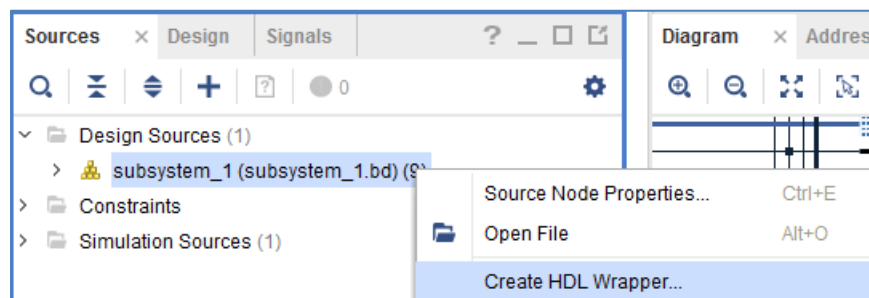 Sources × Design Signals ? Diagram × Addres
0
Design Sources (1)
subsystem_1 (subsystem_1.bd) (9)
Source Node Properties... Ctrl+E
Constraints
Open File Alt+O
Simulation Sources (1)
Create HDL Wrapper...